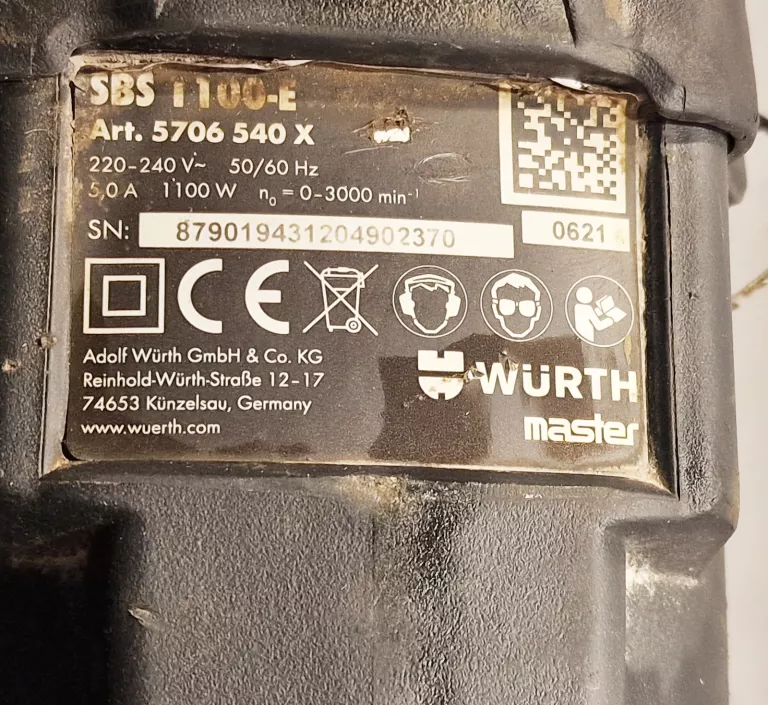 SBS 1100-E
Art. 5706 540 X
220-240 V~ 50/60 Hz
5,0 A 1100 W n₀ = 0-3000 min⁻¹
SN: 879019431204902370 0621
CE
Adolf Würth GmbH & Co. KG
Reinhold-Würth-Straße 12-17
74653 Künzelsau, Germany
www.wuerth.com
WÜRTH
master